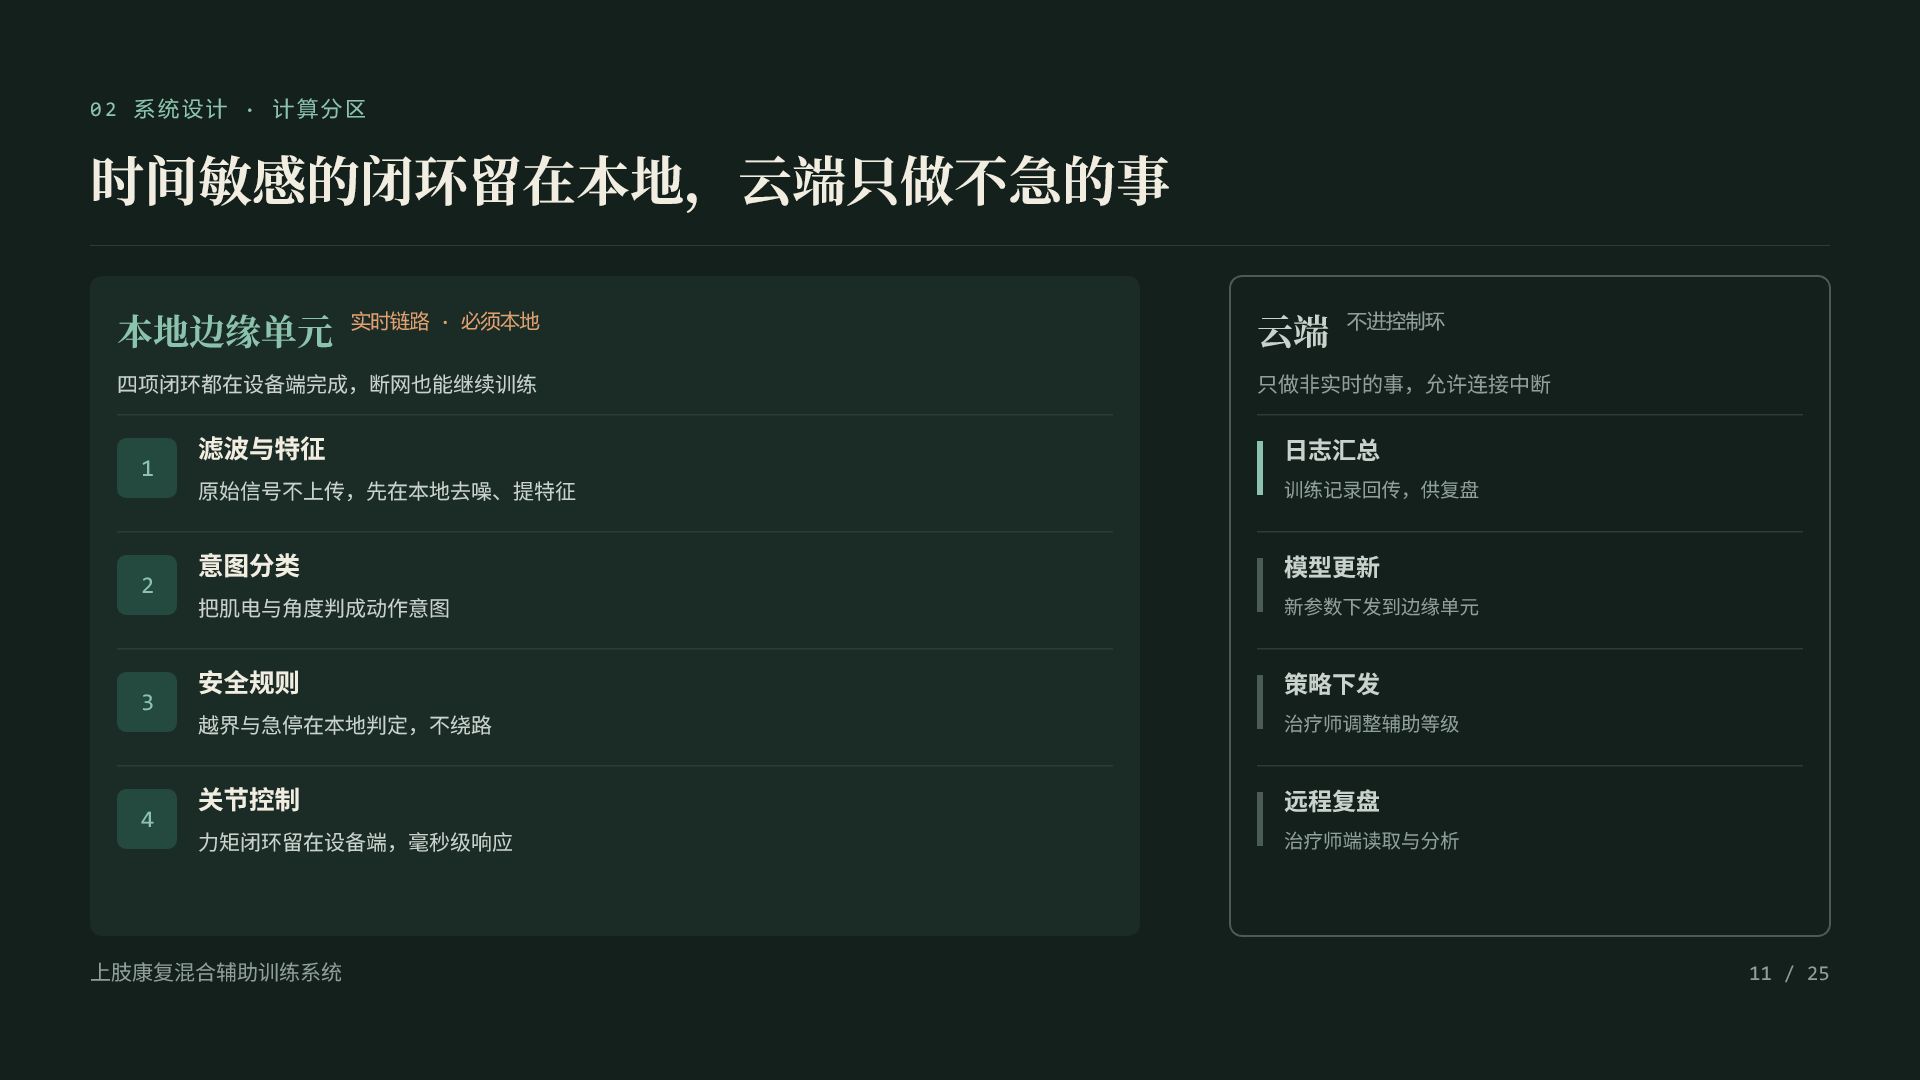 02 系统设计 · 计算分区
时间敏感的闭环留在本地，云端只做不急的事
本地边缘单元 实时链路 · 必须本地
四项闭环都在设备端完成，断网也能继续训练
1 滤波与特征
原始信号不上传，先在本地去噪、提特征
2 意图分类
把肌电与角度判成动作意图
3 安全规则
越界与急停在本地判定，不绕路
4 关节控制
力矩闭环留在设备端，毫秒级响应
云端 不进控制环
只做非实时的事，允许连接中断
日志汇总
训练记录回传，供复盘
模型更新
新参数下发到边缘单元
策略下发
治疗师调整辅助等级
远程复盘
治疗师端读取与分析
上肢康复混合辅助训练系统
11 / 25